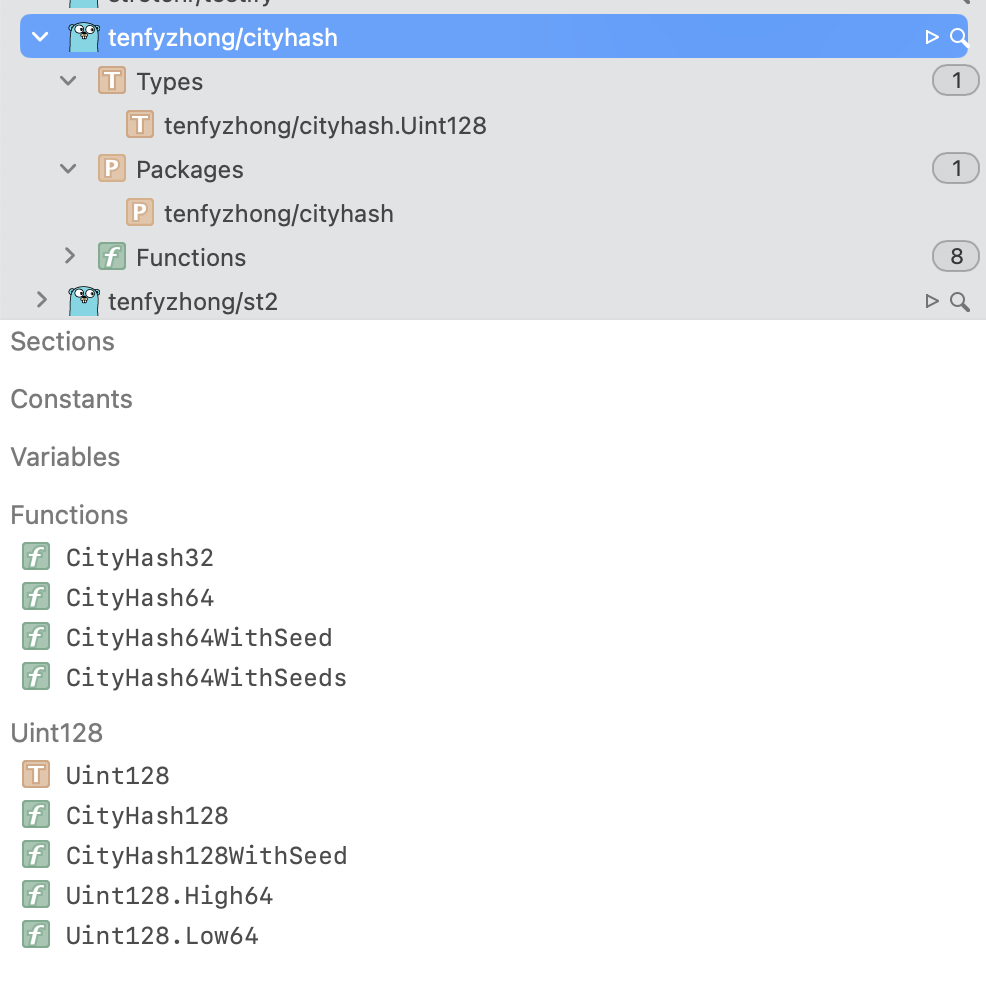 tenfyzhong/cityhash
T Types 1
T tenfyzhong/cityhash.Uint128
P Packages 1
P tenfyzhong/cityhash
f Functions 8
tenfyzhong/st2
Sections
Constants
Variables
Functions
f CityHash32
f CityHash64
f CityHash64WithSeed
f CityHash64WithSeeds
Uint128
T Uint128
f CityHash128
f CityHash128WithSeed
f Uint128.High64
f Uint128.Low64